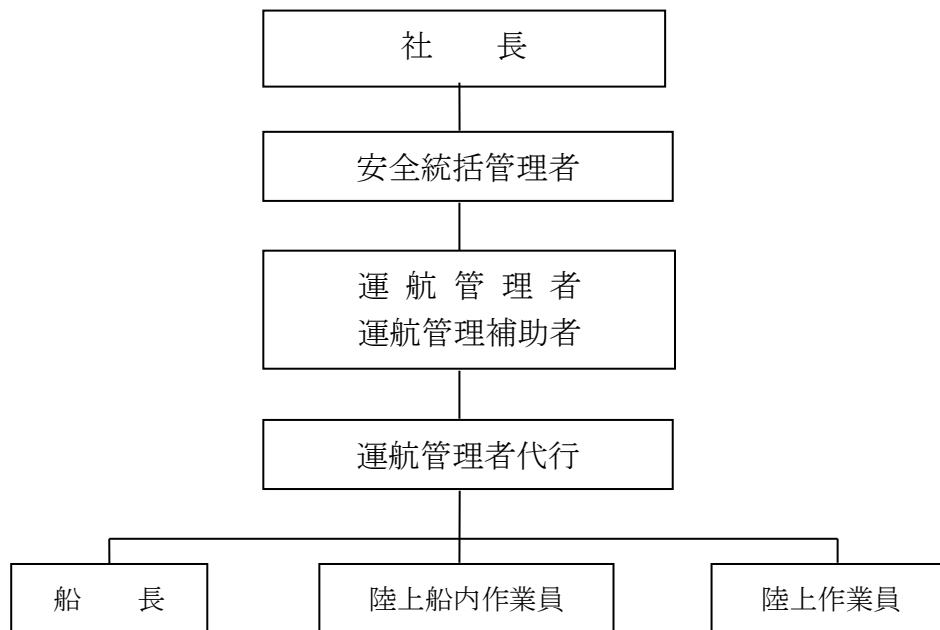 社　　長
安全統括管理者
運 航 管 理 者
運航管理補助者
運航管理者代行
船　　長
陸上船内作業員
陸上作業員